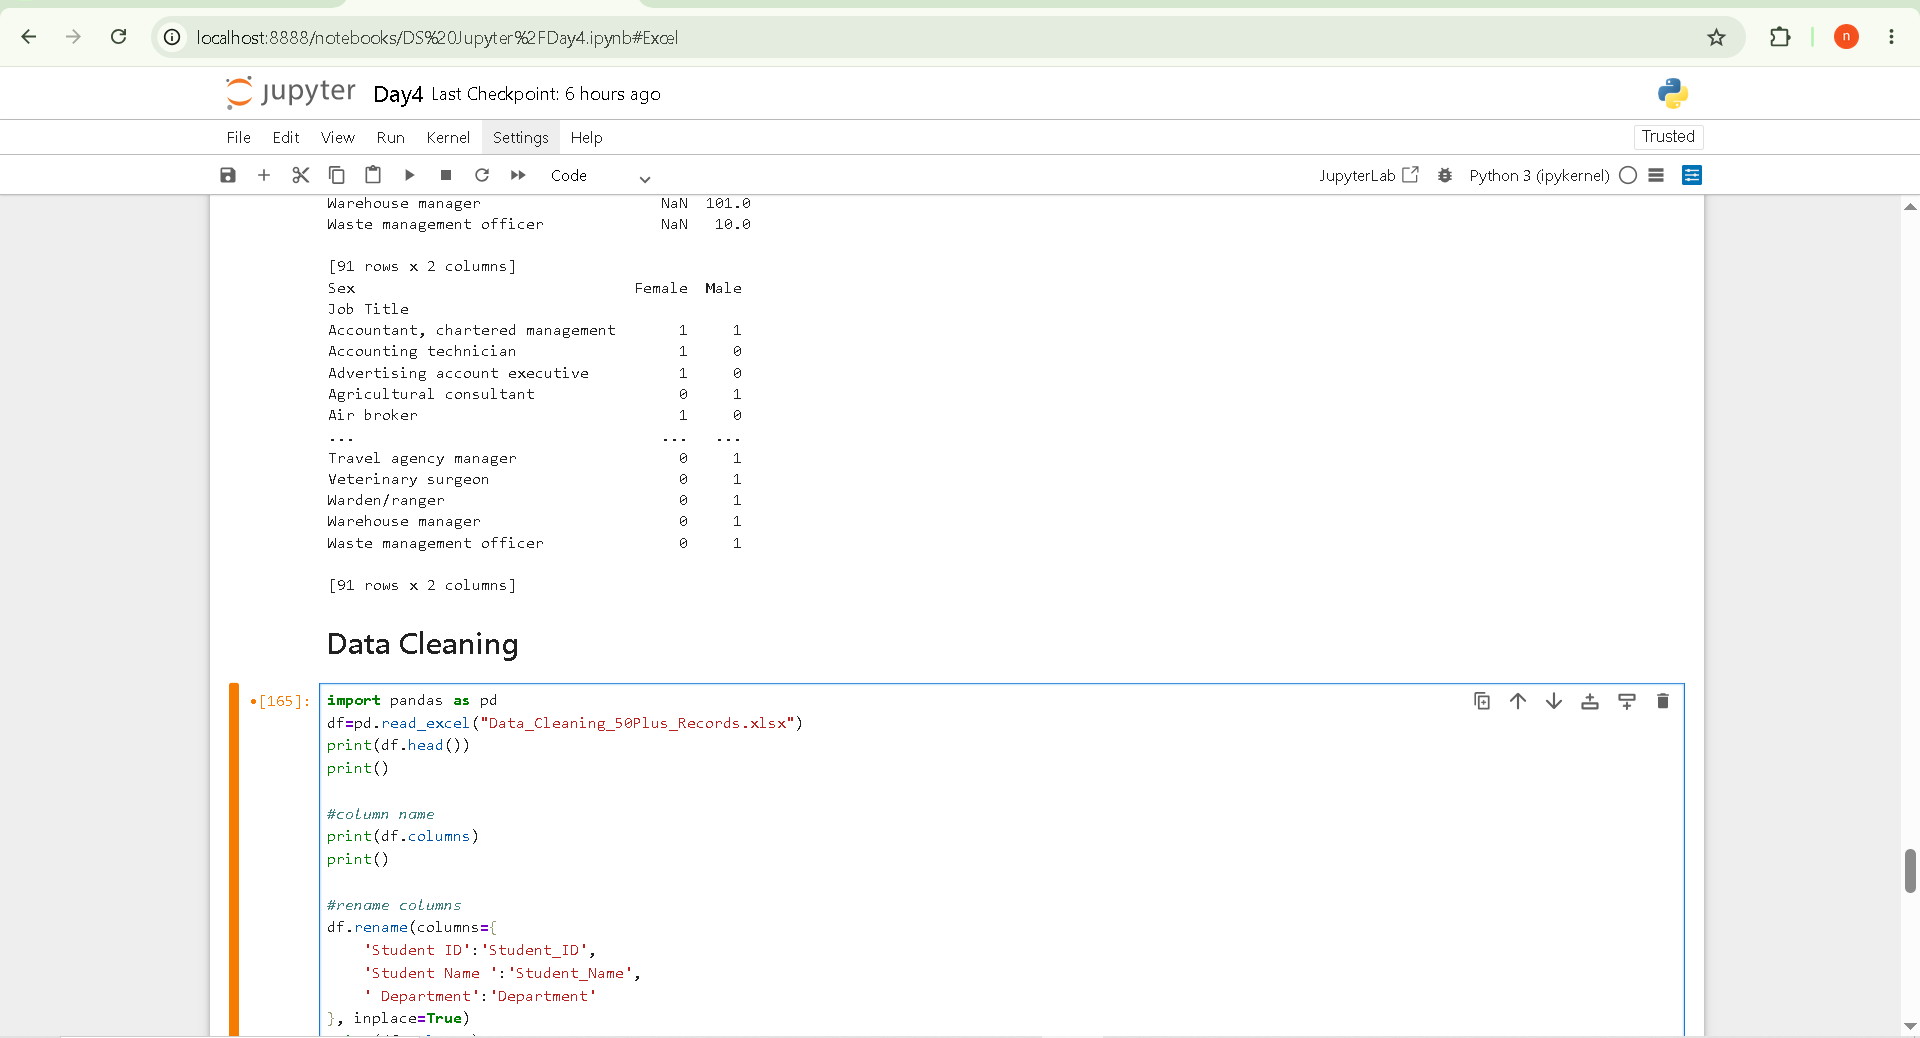 localhost:8888/notebooks/DS%20Jupyter%2FDay4.ipynb#Excel
n
jupyter Day4 Last Checkpoint: 6 hours ago
File Edit View Run Kernel Settings Help
Trusted
Code
JupyterLab
Python 3 (ipykernel)
Warehouse manager NaN 101.0
Waste management officer NaN 10.0
[91 rows x 2 columns]
Sex Female Male
Job Title
Accountant, chartered management 1 1
Accounting technician 1 0
Advertising account executive 1 0
Agricultural consultant 0 1
Air broker 1 0
... ... ...
Travel agency manager 0 1
Veterinary surgeon 0 1
Warden/ranger 0 1
Warehouse manager 0 1
Waste management officer 0 1
[91 rows x 2 columns]
Data Cleaning
•[165]:
import pandas as pd
df=pd.read_excel("Data_Cleaning_50Plus_Records.xlsx")
print(df.head())
print()
#column name
print(df.columns)
print()
#rename columns
df.rename(columns={
'Student ID':'Student_ID',
'Student Name ':'Student_Name',
' Department':'Department'
}, inplace=True)